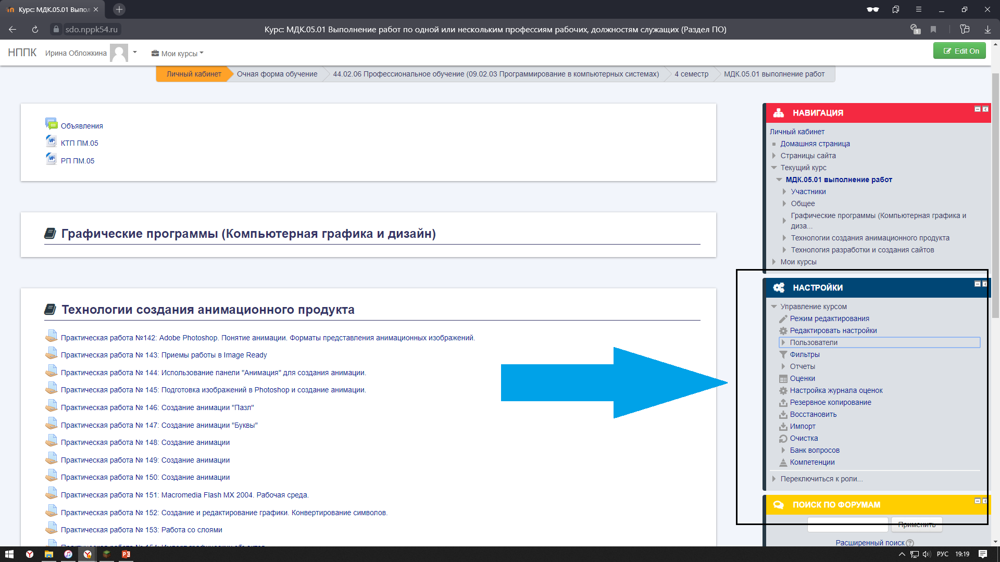 Курс: МДК.05.01 Выпол
sdo.nppk54.ru
Курс: МДК.05.01 Выполнение работ по одной или нескольким профессиям рабочих, должностям служащих (Раздел ПО)
1
НППК
Ирина Обложкина
Мои курсы
Edit On
Личный кабинет
Очная форма обучение
44.02.06 Профессиональное обучение (09.02.03 Программирование в компьютерных системах)
4 семестр
МДК.05.01 выполнение работ
Объявления
КТП ПМ.05
РП ПМ.05
Графические программы (Компьютерная графика и дизайн)
Технологии создания анимационного продукта
Практическая работа №142: Adobe Photoshop. Понятие анимации. Форматы представления анимационных изображений.
Практическая работа № 143: Приемы работы в Image Ready
Практическая работа № 144: Использование панели "Анимация" для создания анимации.
Практическая работа № 145: Подготовка изображений в Photoshop и создание анимации.
Практическая работа № 146: Создание анимации "Пазл"
Практическая работа № 147: Создание анимации "Буквы"
Практическая работа № 148: Создание анимации
Практическая работа № 149: Создание анимации
Практическая работа № 150: Создание анимации
Практическая работа № 151: Macromedia Flash MX 2004. Рабочая среда.
Практическая работа № 152: Создание и редактирование графики. Конвертирование символов.
Практическая работа № 153: Работа со слоями
НАВИГАЦИЯ
Личный кабинет
Домашняя страница
Страницы сайта
Текущий курс
МДК.05.01 выполнение работ
Участники
Общее
Графические программы (Компьютерная графика и
диза...
Технологии создания анимационного продукта
Технология разработки и создания сайтов
Мои курсы
НАСТРОЙКИ
Управление курсом
Режим редактирования
Редактировать настройки
Пользователи
Фильтры
Отчеты
Оценки
Настройка журнала оценок
Резервное копирование
Восстановить
Импорт
Очистка
Банк вопросов
Компетенции
Переключиться к роли...
ПОИСК ПО ФОРУМАМ
Применить
Расширенный поиск
РУС
19:19